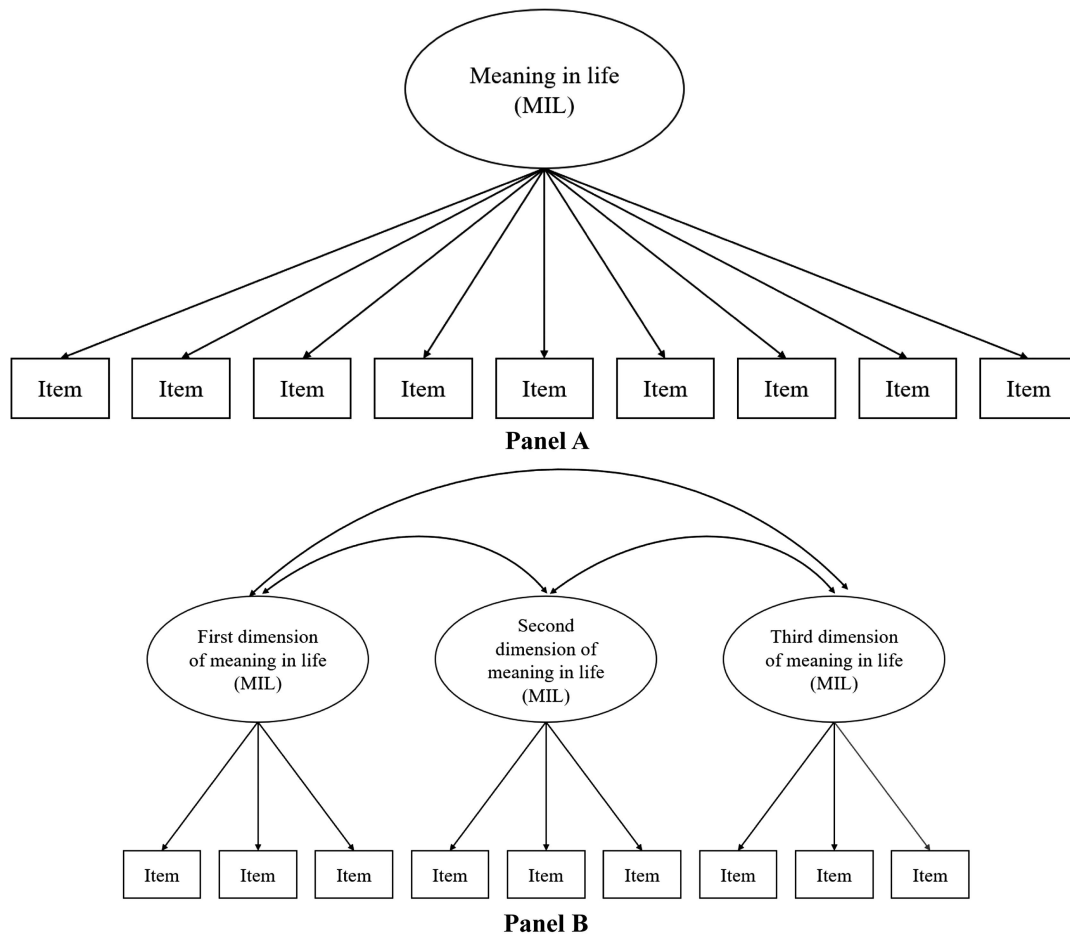 Meaning in life
(MIL)
Item
Item
Item
Item
Item
Item
Item
Item
Item
Panel A
First dimension
of meaning in life
(MIL)
Second
dimension of
meaning in life
(MIL)
Third dimension
of meaning in life
(MIL)
Item
Item
Item
Item
Item
Item
Item
Item
Item
Panel B